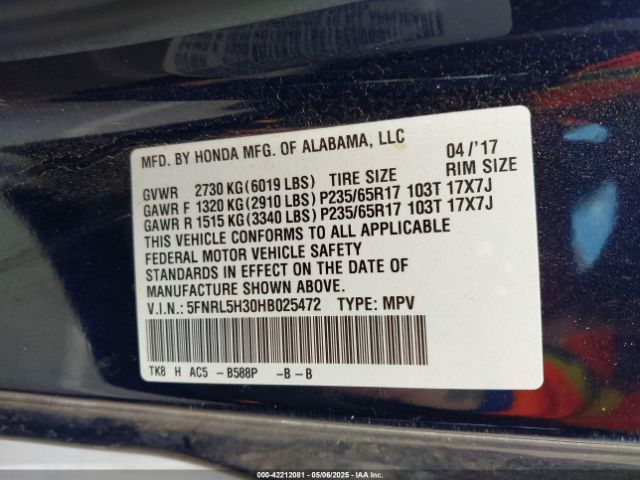 MFD. BY HONDA MFG. OF ALABAMA, LLC 04/'17
GVWR 2730 KG(6019 LBS) TIRE SIZE RIM SIZE
GAWR F 1320 KG(2910 LBS)P235/65R17 103T 17X7J
GAWR R 1515 KG(3340 LBS)P235/65R17 103T 17X7J
THIS VEHICLE CONFORMS TO ALL APPLICABLE
FEDERAL MOTOR VEHICLE SAFETY
STANDARDS IN EFFECT ON THE DATE OF
MANUFACTURE SHOWN ABOVE.
V.I.N.: 5FNRL5H30HB025472 TYPE: MPV
TK8 H AC5 -B588P -B-B
000-42212081 - 05/06/2025 - Copyright © IAA, Inc.